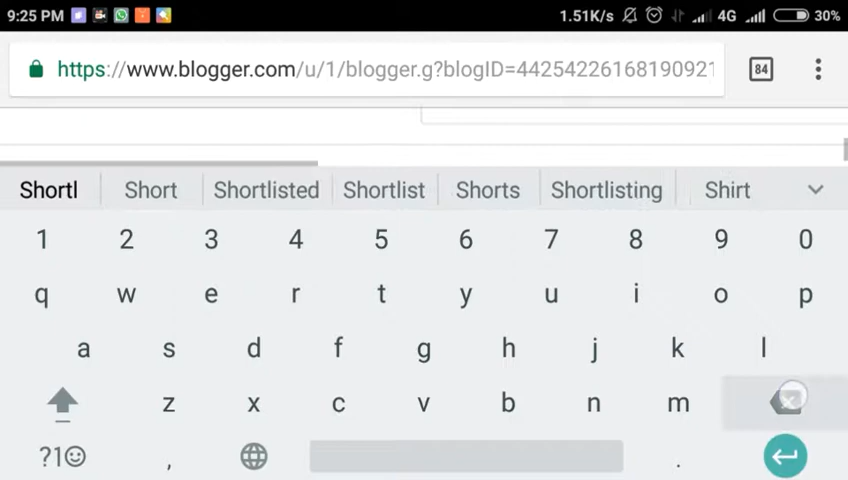 9:25 PM 1.51K/s 4G 30%
https://www.blogger.com/u/1/blogger.g?blogID=44254226168190921 84
Shortl Short Shortlisted Shortlist Shorts Shortlisting Shirt
1 2 3 4 5 6 7 8 9 0
q w e r t y u i o p
a s d f g h j k l
z x c v b n m
?1☺ , .